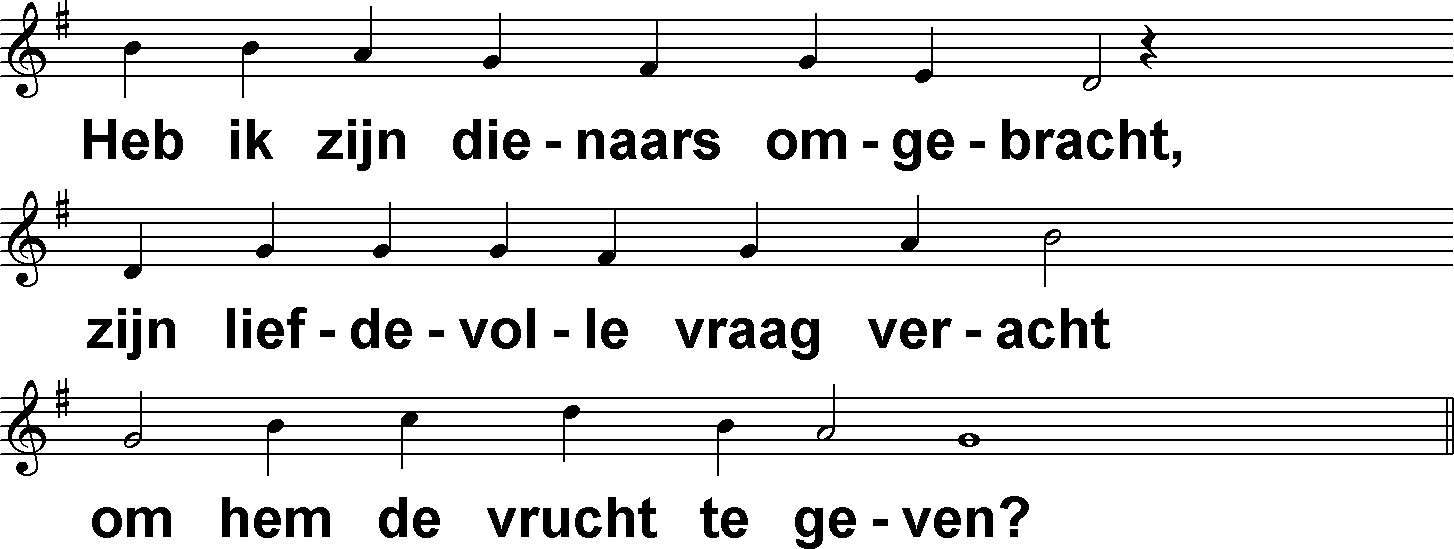 Heb ik zijn die - naars om - ge - bracht,
zijn lief - de - vol - le vraag ver - acht
om hem de vrucht te ge - ven?